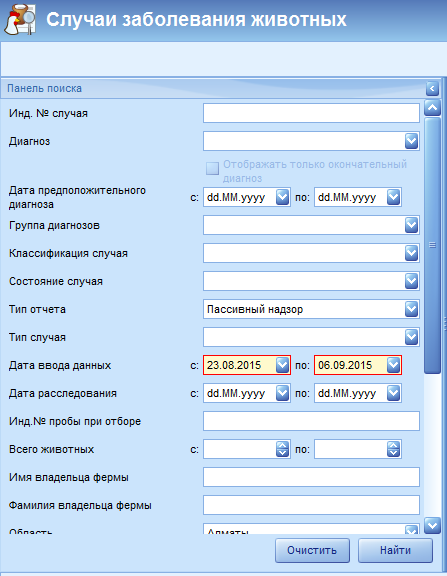 Случаи заболевания животных
Панель поиска
Инд. № случая
Диагноз
Отображать только окончательный
диагноз
Дата предположительного
диагноза с: dd.MM.yyyy по: dd.MM.yyyy
Группа диагнозов
Классификация случая
Состояние случая
Тип отчета Пассивный надзор
Тип случая
Дата ввода данных с: 23.08.2015 по: 06.09.2015
Дата расследования с: dd.MM.yyyy по: dd.MM.yyyy
Инд.№ пробы при отборе
Всего животных с: по:
Имя владельца фермы
Фамилия владельца фермы
Область Алматы
Очистить Найти